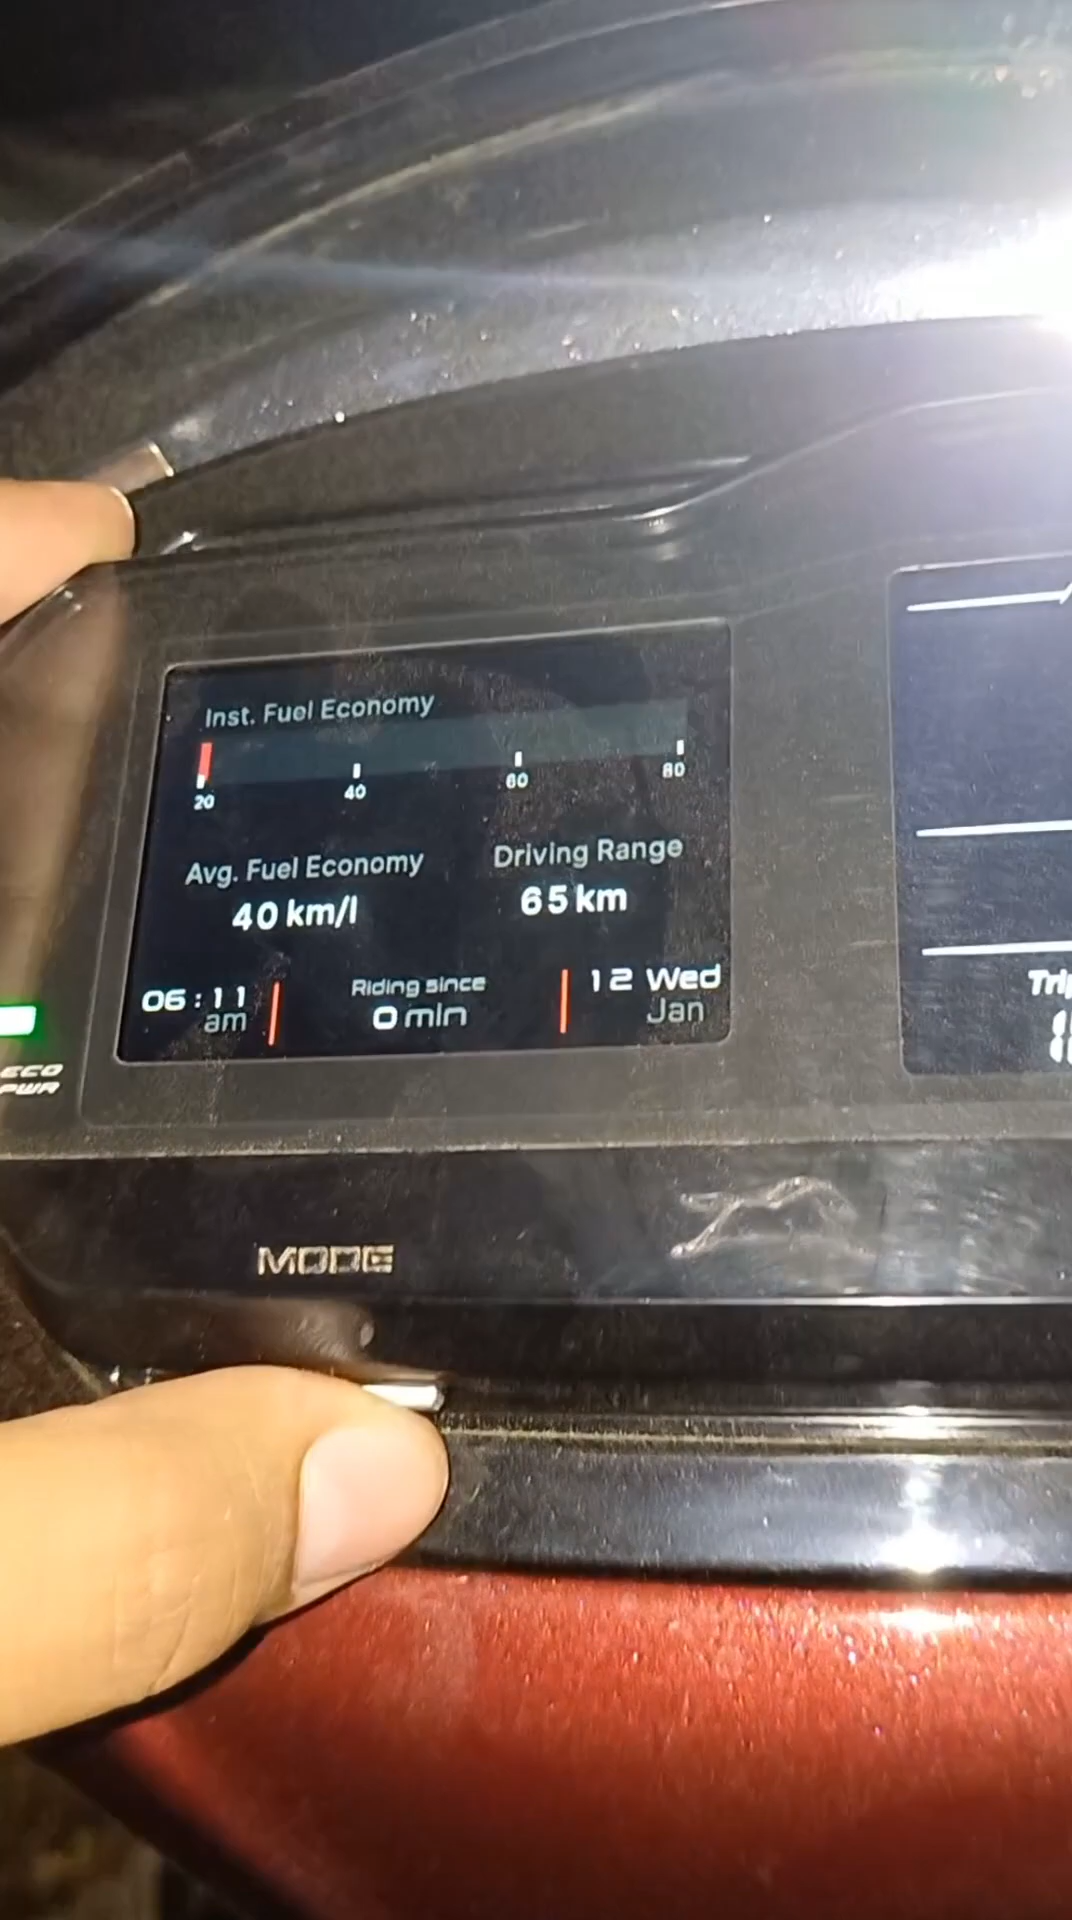 Inst. Fuel Economy
20 40 60 80
Avg. Fuel Economy
40 km/l
Driving Range
65 km
06:11
am
Riding since
0 min
12 Wed
Jan
ECO
PWR
MODE